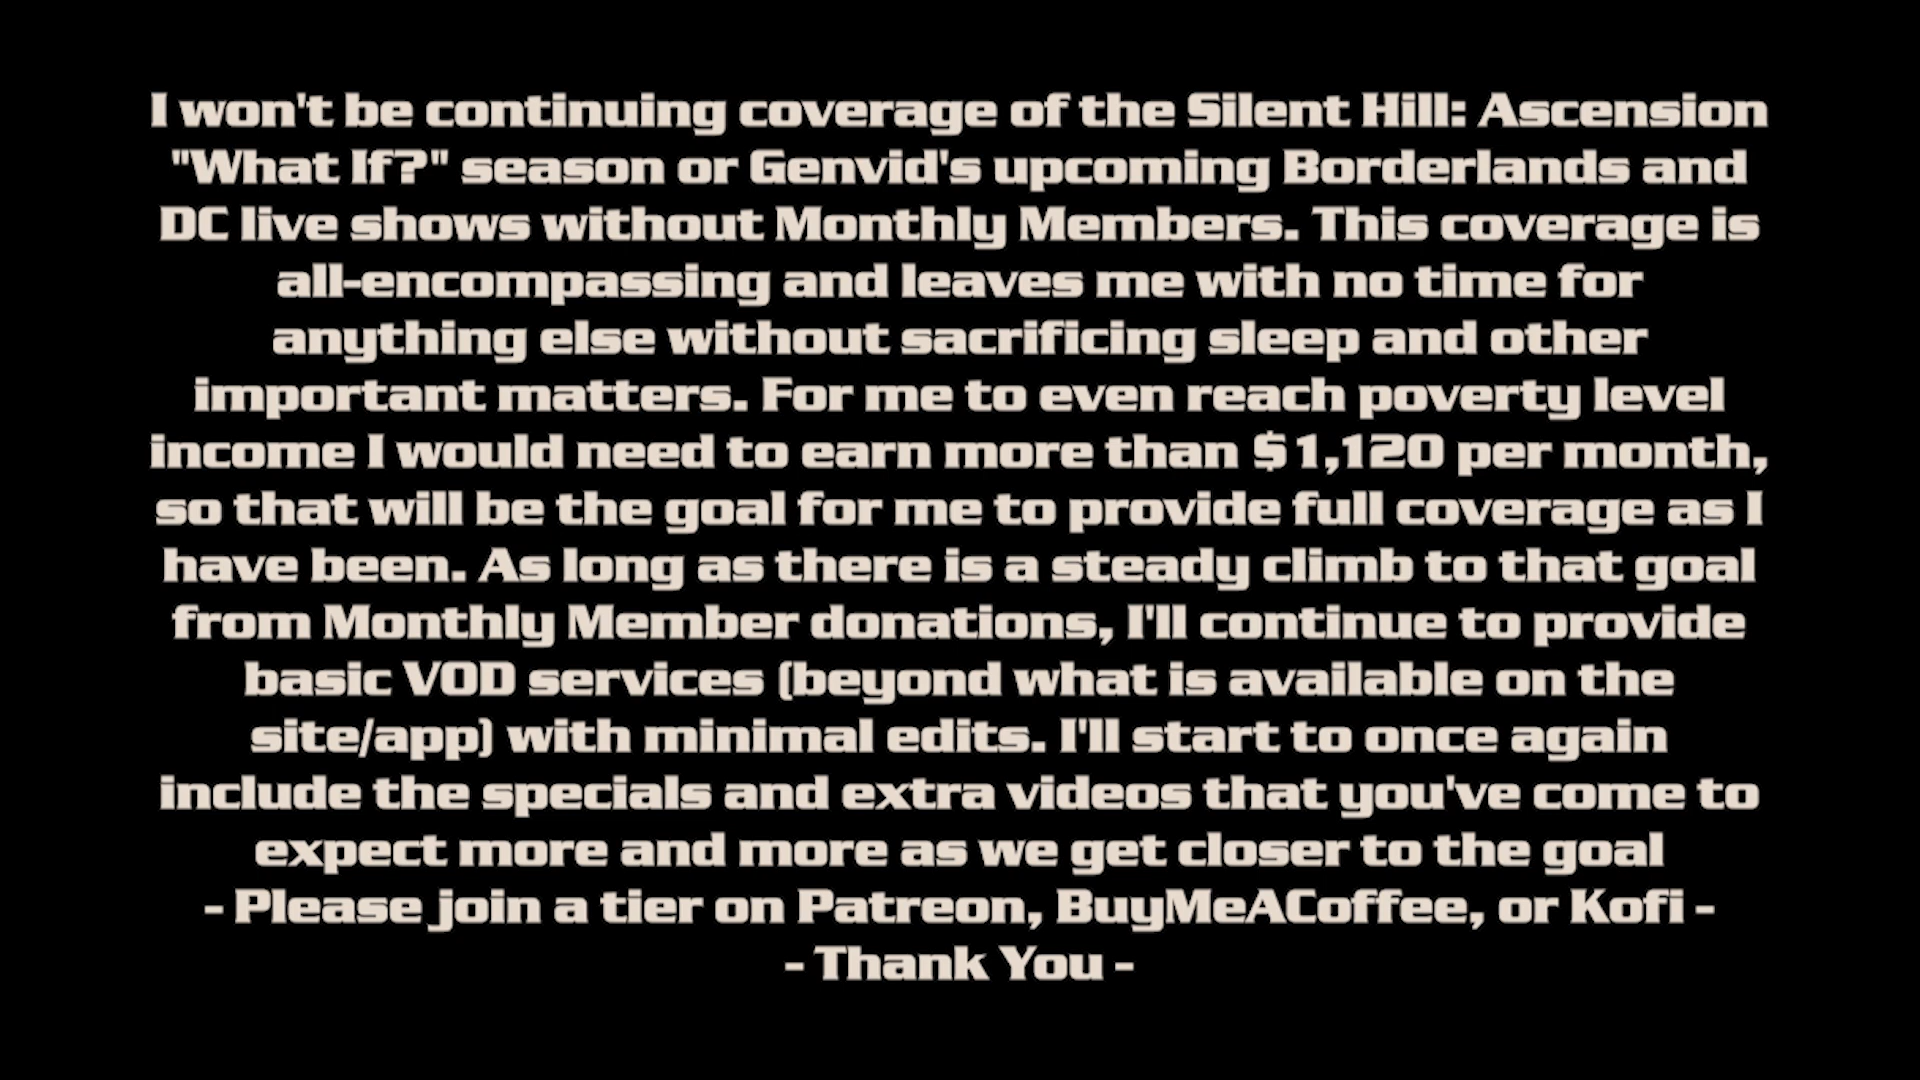 I won't be continuing coverage of the Silent Hill: Ascension
"What If?" season or Genvid's upcoming Borderlands and
DC live shows without Monthly Members. This coverage is
all-encompassing and leaves me with no time for
anything else without sacrificing sleep and other
important matters. For me to even reach poverty level
income I would need to earn more than $1,120 per month,
so that will be the goal for me to provide full coverage as I
have been. As long as there is a steady climb to that goal
from Monthly Member donations, I'll continue to provide
basic VOD services (beyond what is available on the
site/app) with minimal edits. I'll start to once again
include the specials and extra videos that you've come to
expect more and more as we get closer to the goal
- Please join a tier on Patreon, BuyMeACoffee, or Kofi -
- Thank You -